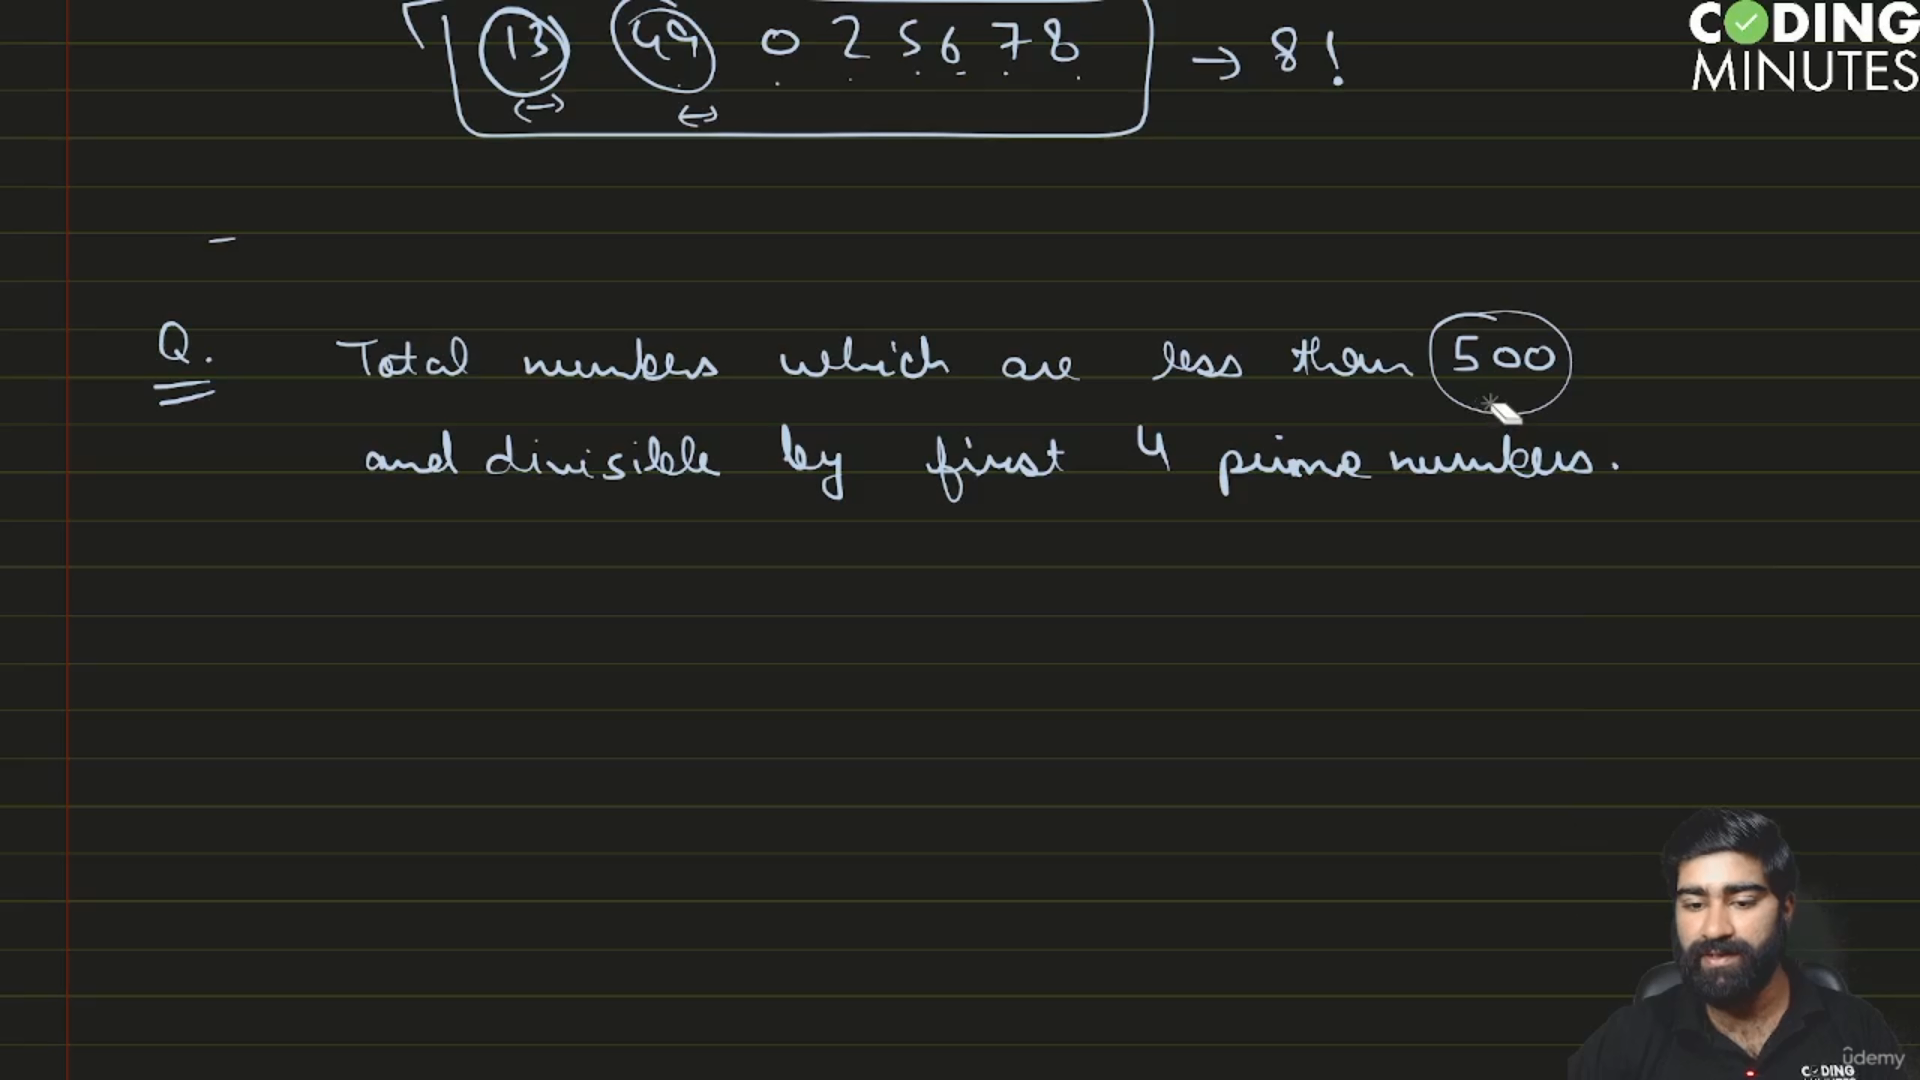 13 49 0 2 5 6 7 8 → 8!
CODING
MINUTES
Q. Total numbers which are less than 500
and divisible by first 4 prime numbers.
ûdemy
CODING